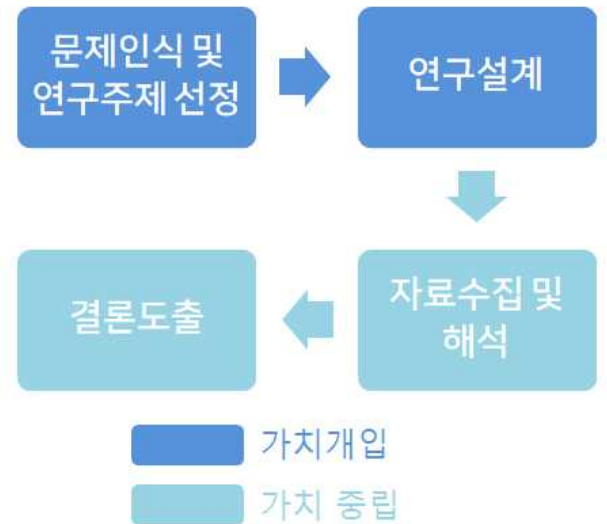 문제인식 및
연구주제 선정
연구설계
자료수집 및
해석
결론도출
가치개입
가치 중립